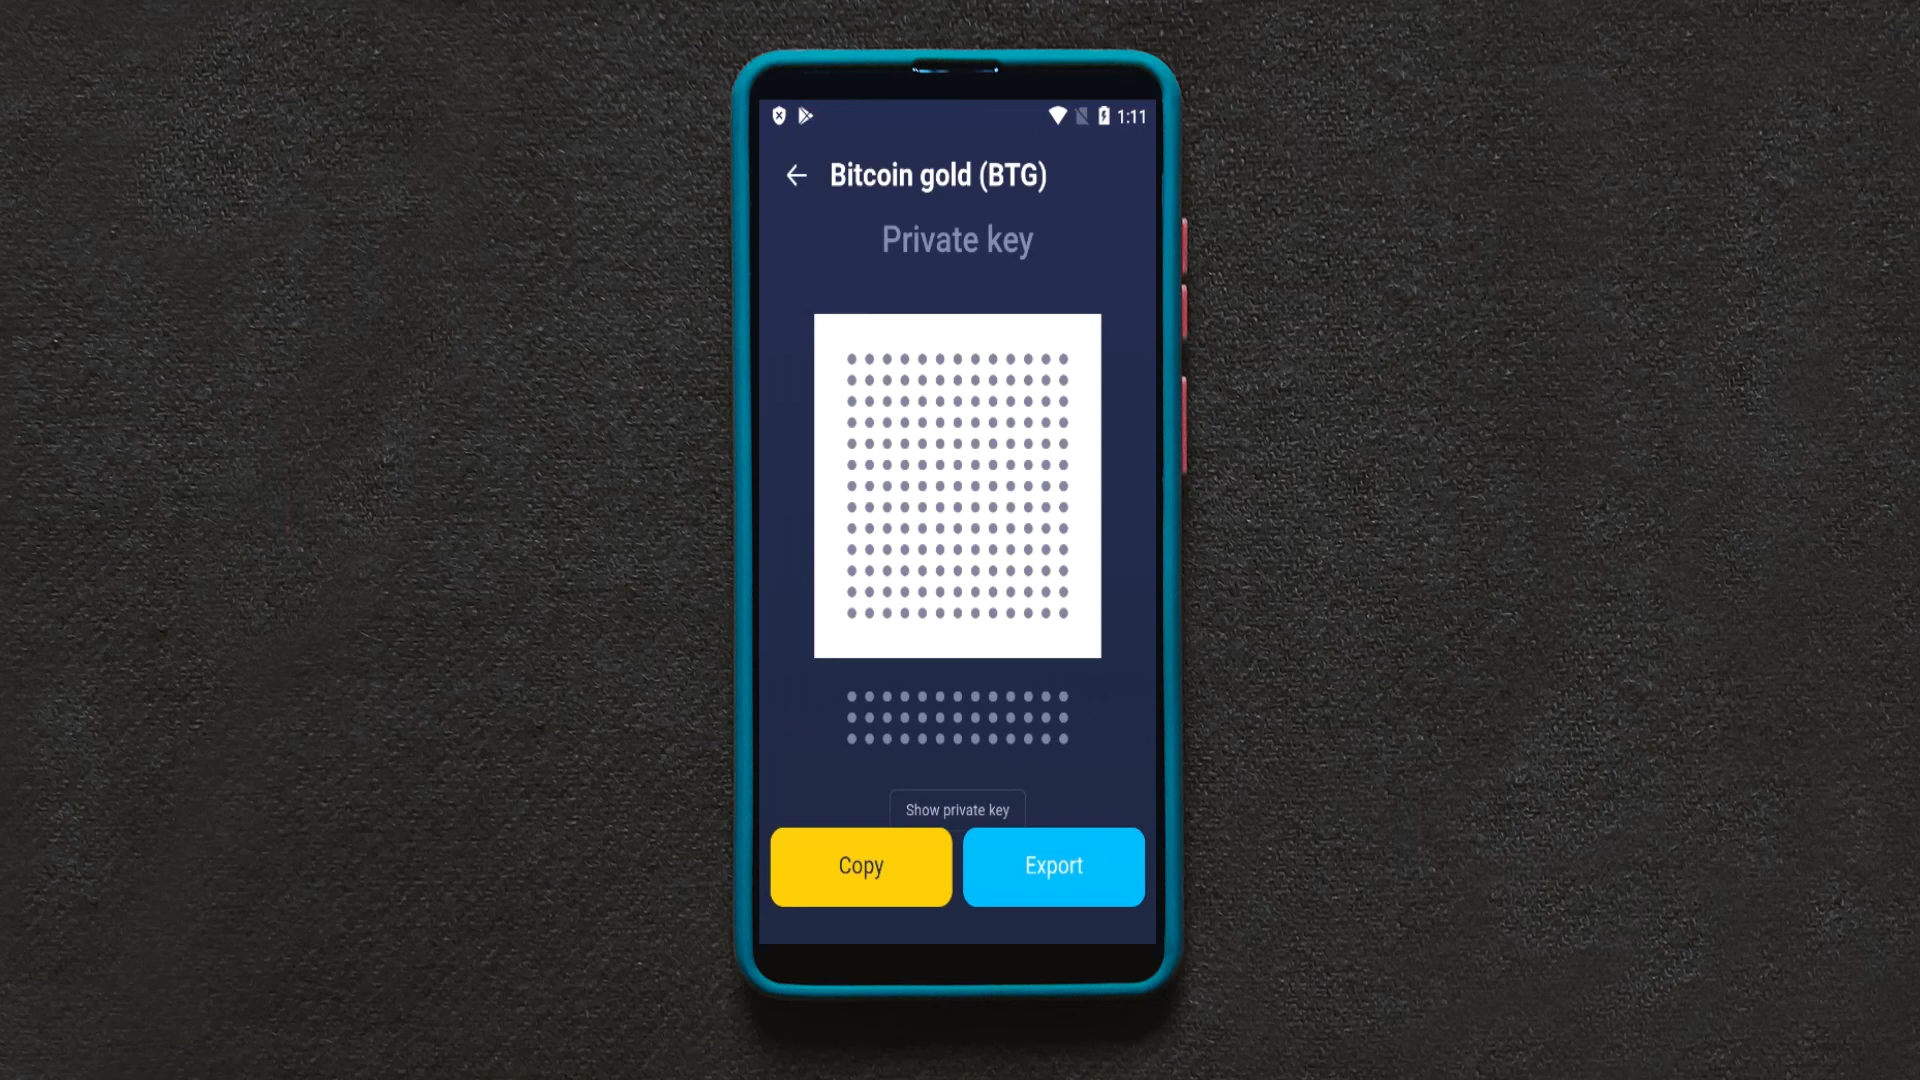 1:11
Bitcoin gold (BTG)
Private key
Show private key
Copy
Export